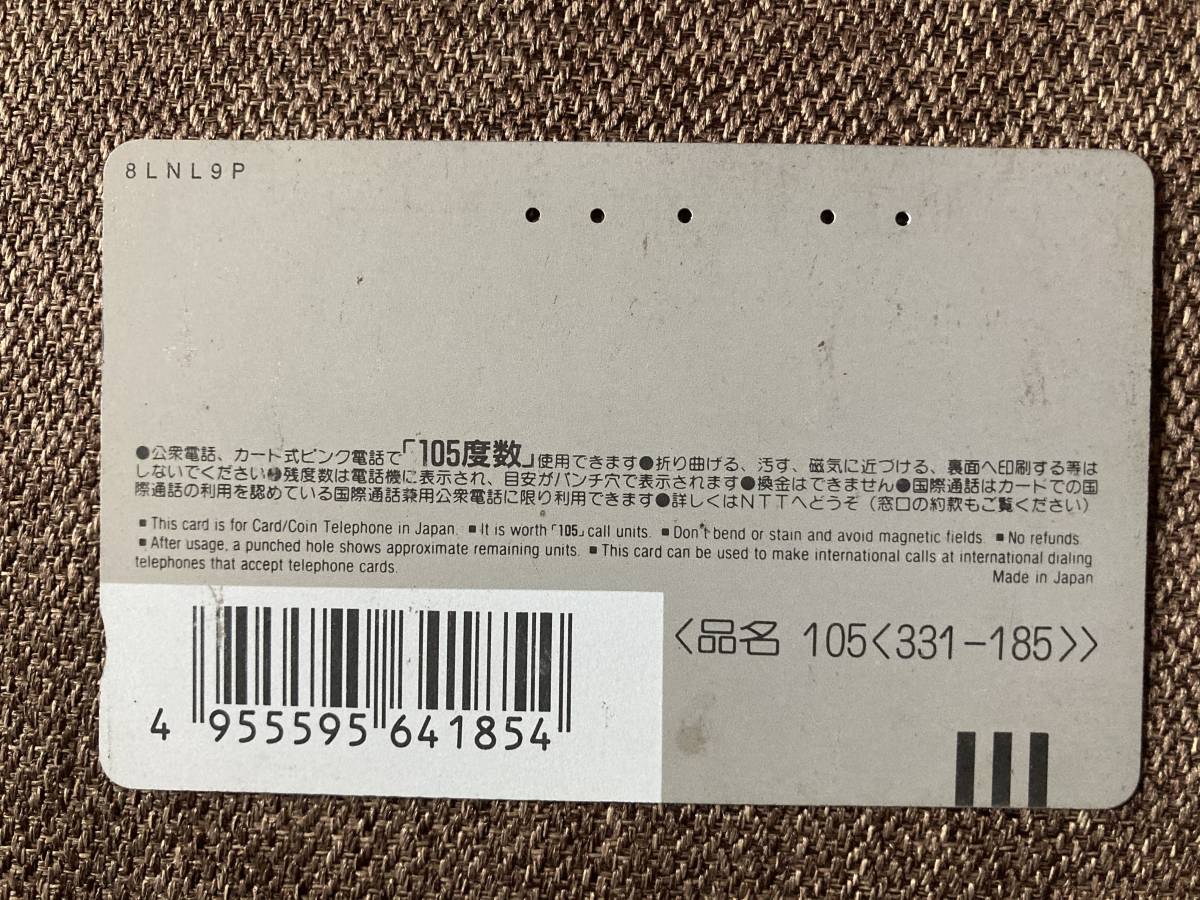 8LNL9P
●公衆電話、カード式ピンク電話で「105度数」使用できます●折り曲げる、汚す、磁気に近づける、裏面へ印刷する等は
しないでください●残度数は電話機に表示され、目安がパンチ穴で表示されます●換金はできません●国際通話はカードでの国
際通話の利用を認めている国際通話兼用公衆電話に限り利用できます●詳しくはNTTへどうぞ(窓口の約款もご覧ください)
■This card is for Card/Coin Telephone in Japan. ■It is worth「105」call units. ■Don't bend or stain and avoid magnetic fields. ■No refunds.
■After usage, a punched hole shows approximate remaining units. ■This card can be used to make international calls at international dialing
telephones that accept telephone cards.
Made in Japan
<品名 105<331-185>>
4 955595 641854